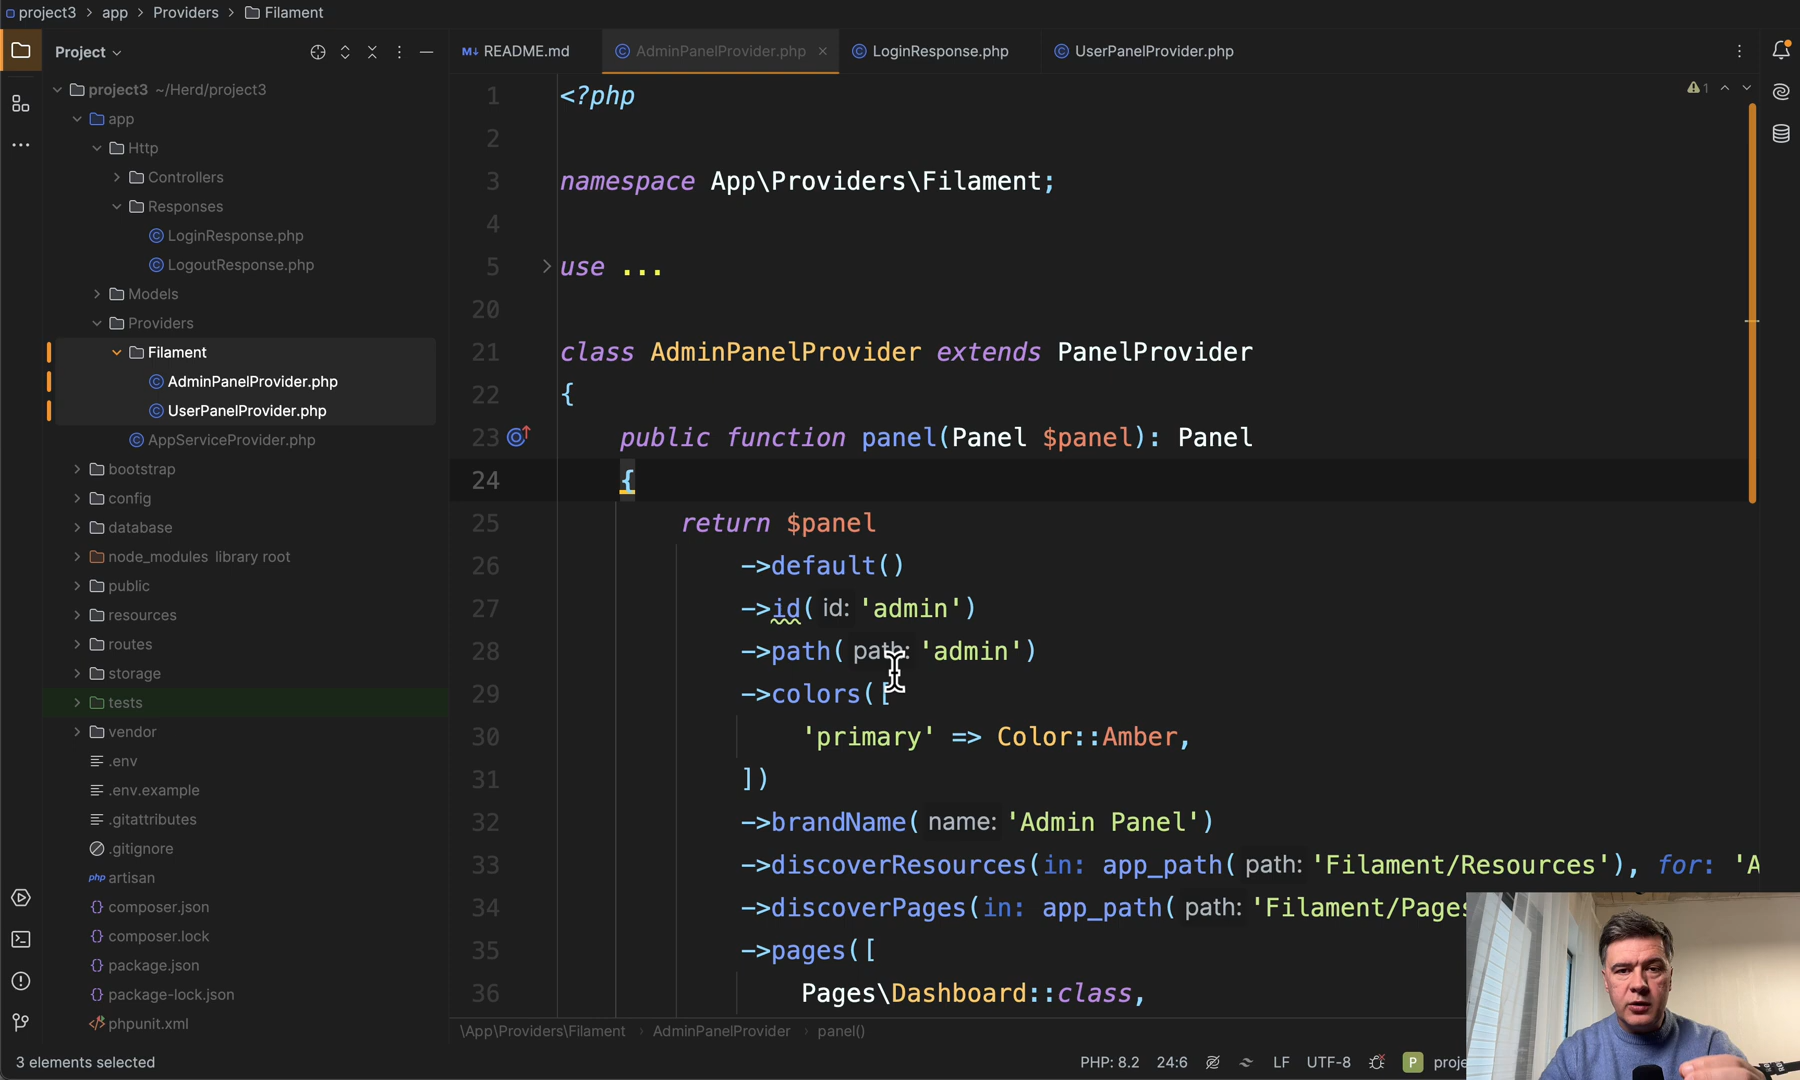 project3 > app > Providers > Filament
Project
README.md
AdminPanelProvider.php
LoginResponse.php
UserPanelProvider.php
project3 ~/Herd/project3
app
Http
Controllers
Responses
LoginResponse.php
LogoutResponse.php
Models
Providers
Filament
AdminPanelProvider.php
UserPanelProvider.php
AppServiceProvider.php
bootstrap
config
database
node_modules library root
public
resources
routes
storage
tests
vendor
.env
.env.example
.gitattributes
.gitignore
php artisan
composer.json
composer.lock
package.json
package-lock.json
phpunit.xml
1
1 <?php
2
3 namespace App\Providers\Filament;
4
5 use ...
20
21 class AdminPanelProvider extends PanelProvider
22 {
23 public function panel(Panel $panel): Panel
24 {
25 return $panel
26 ->default()
27 ->id( id: 'admin')
28 ->path( path: 'admin')
29 ->colors([
30 'primary' => Color::Amber,
31 ])
32 ->brandName( name: 'Admin Panel')
33 ->discoverResources(in: app_path( path: 'Filament/Resources'), for: 'A
34 ->discoverPages(in: app_path( path: 'Filament/Pages
35 ->pages([
36 Pages\Dashboard::class,
\App\Providers\Filament > AdminPanelProvider > panel()
3 elements selected
PHP: 8.2 24:6 LF UTF-8 P proje